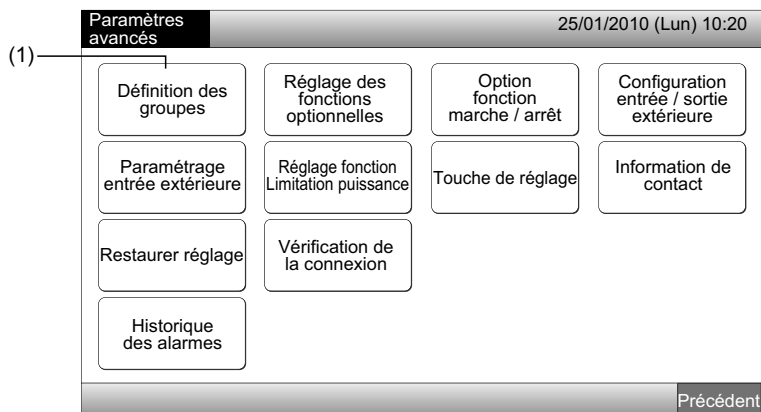 Paramètres
avancés
25/01/2010 (Lun) 10:20
(1)
Définition des
groupes
Réglage des
fonctions
optionnelles
Option
fonction
marche / arrêt
Configuration
entrée / sortie
extérieure
Paramétrage
entrée extérieure
Réglage fonction
Limitation puissance
Touche de réglage
Information de
contact
Restaurer réglage
Vérification de
la connexion
Historique
des alarmes
Précédent